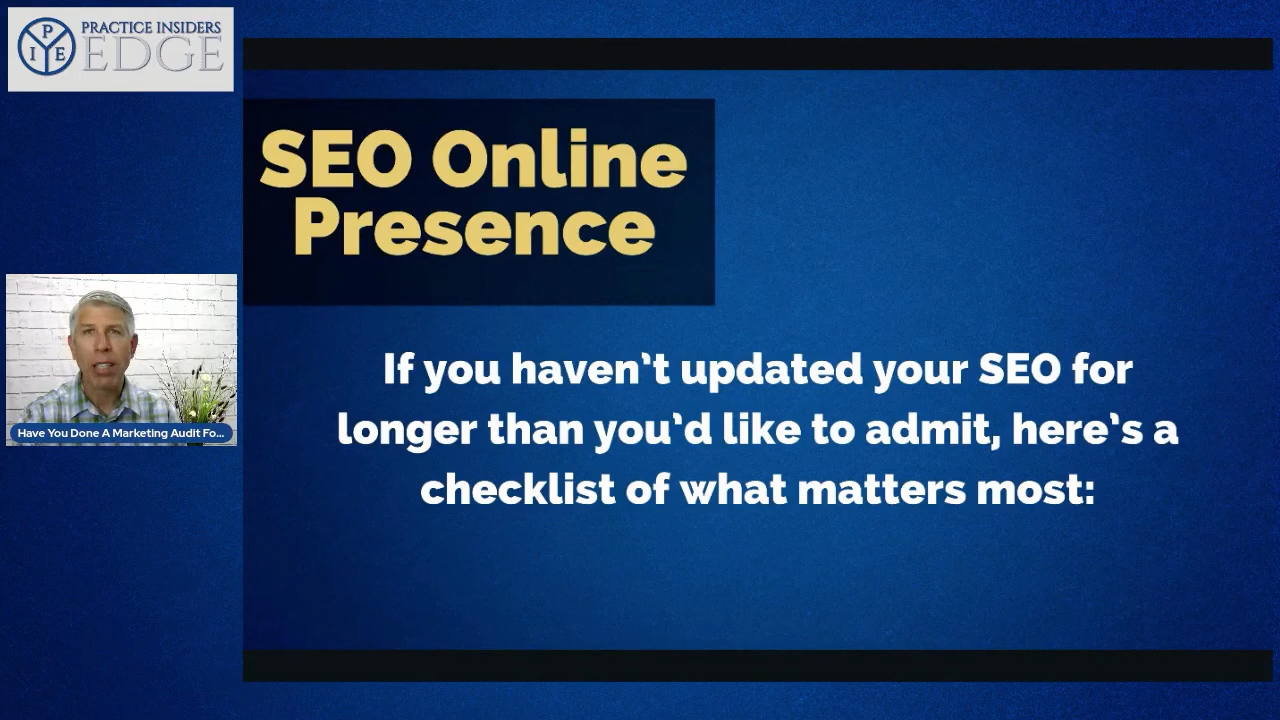 PIE
PRACTICE INSIDERS
EDGE
SEO Online
Presence
If you haven't updated your SEO for
longer than you'd like to admit, here's a
checklist of what matters most:
Have You Done A Marketing Audit Fo...